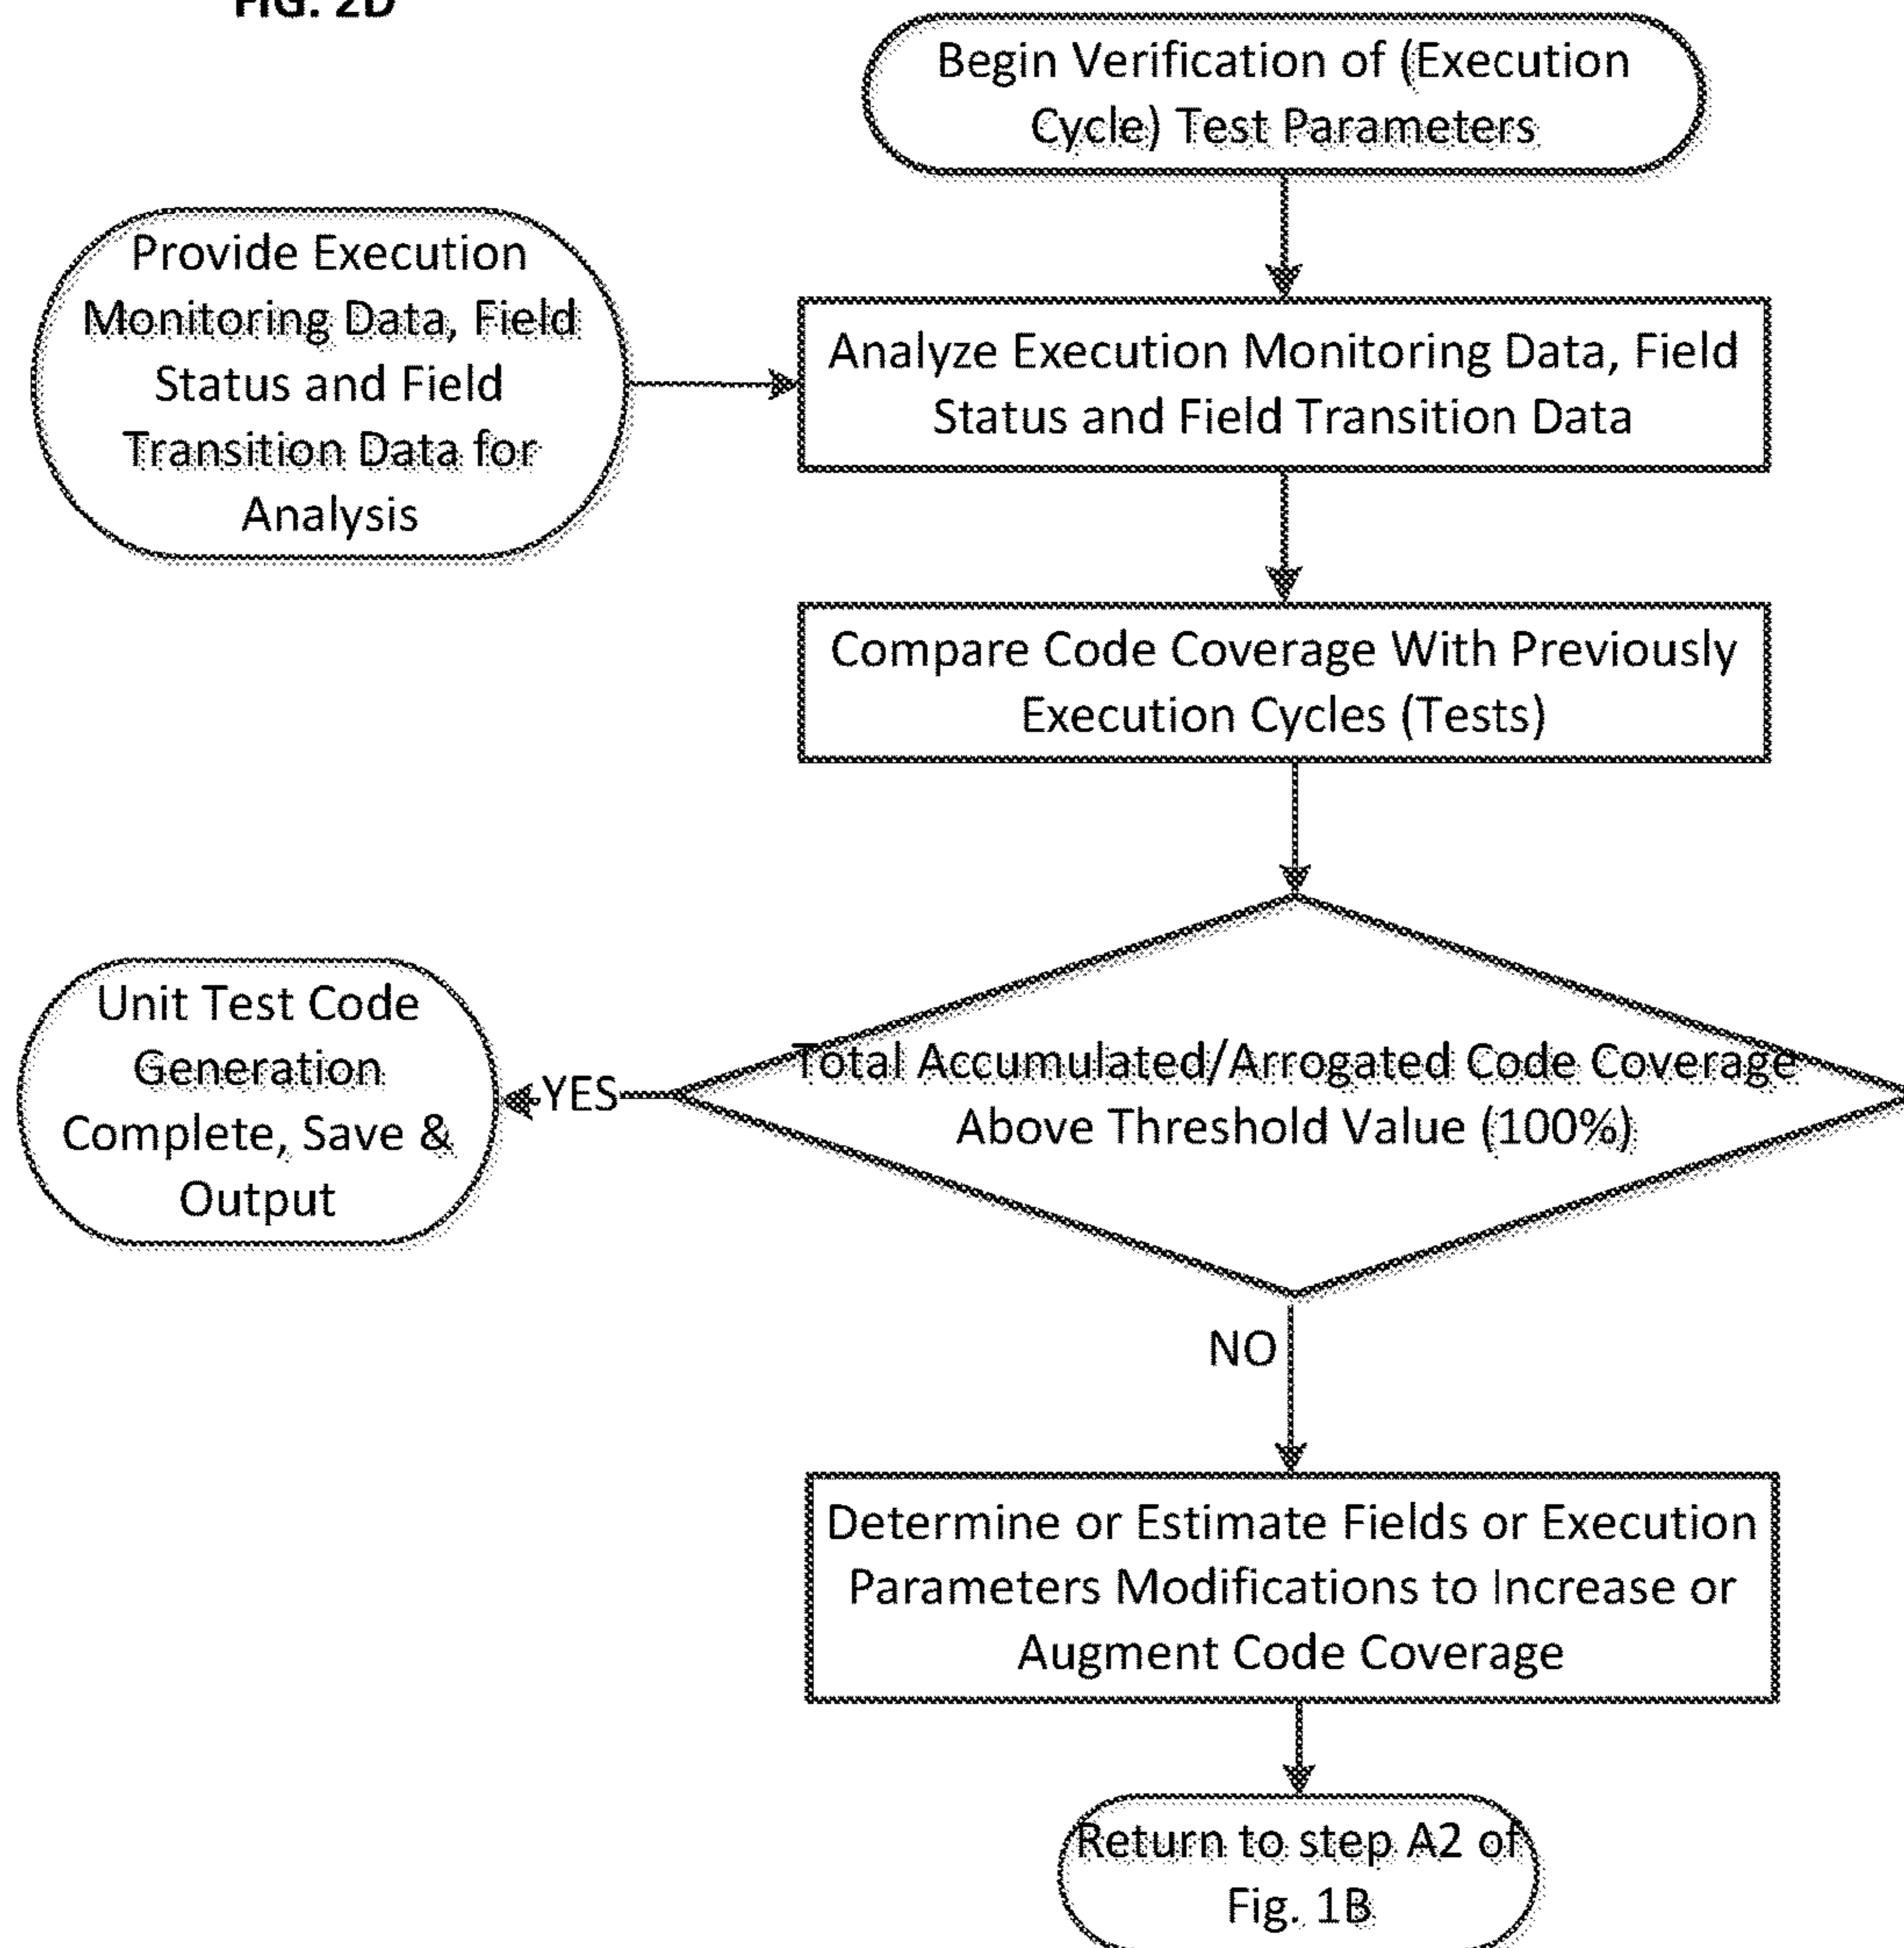 FIG. 2D
Begin Verification of (Execution
Cycle) Test Parameters
Provide Execution
Monitoring Data, Field
Status and Field
Transition Data for
Analysis
Analyze Execution Monitoring Data, Field
Status and Field Transition Data
Compare Code Coverage With Previously
Execution Cycles (Tests)
Total Accumulated/Arrogated Code Coverage
Above Threshold Value (100%)
YES
Unit Test Code
Generation
Complete, Save &
Output
NO
Determine or Estimate Fields or Execution
Parameters Modifications to Increase or
Augment Code Coverage
Return to step A2 of
Fig. 1B